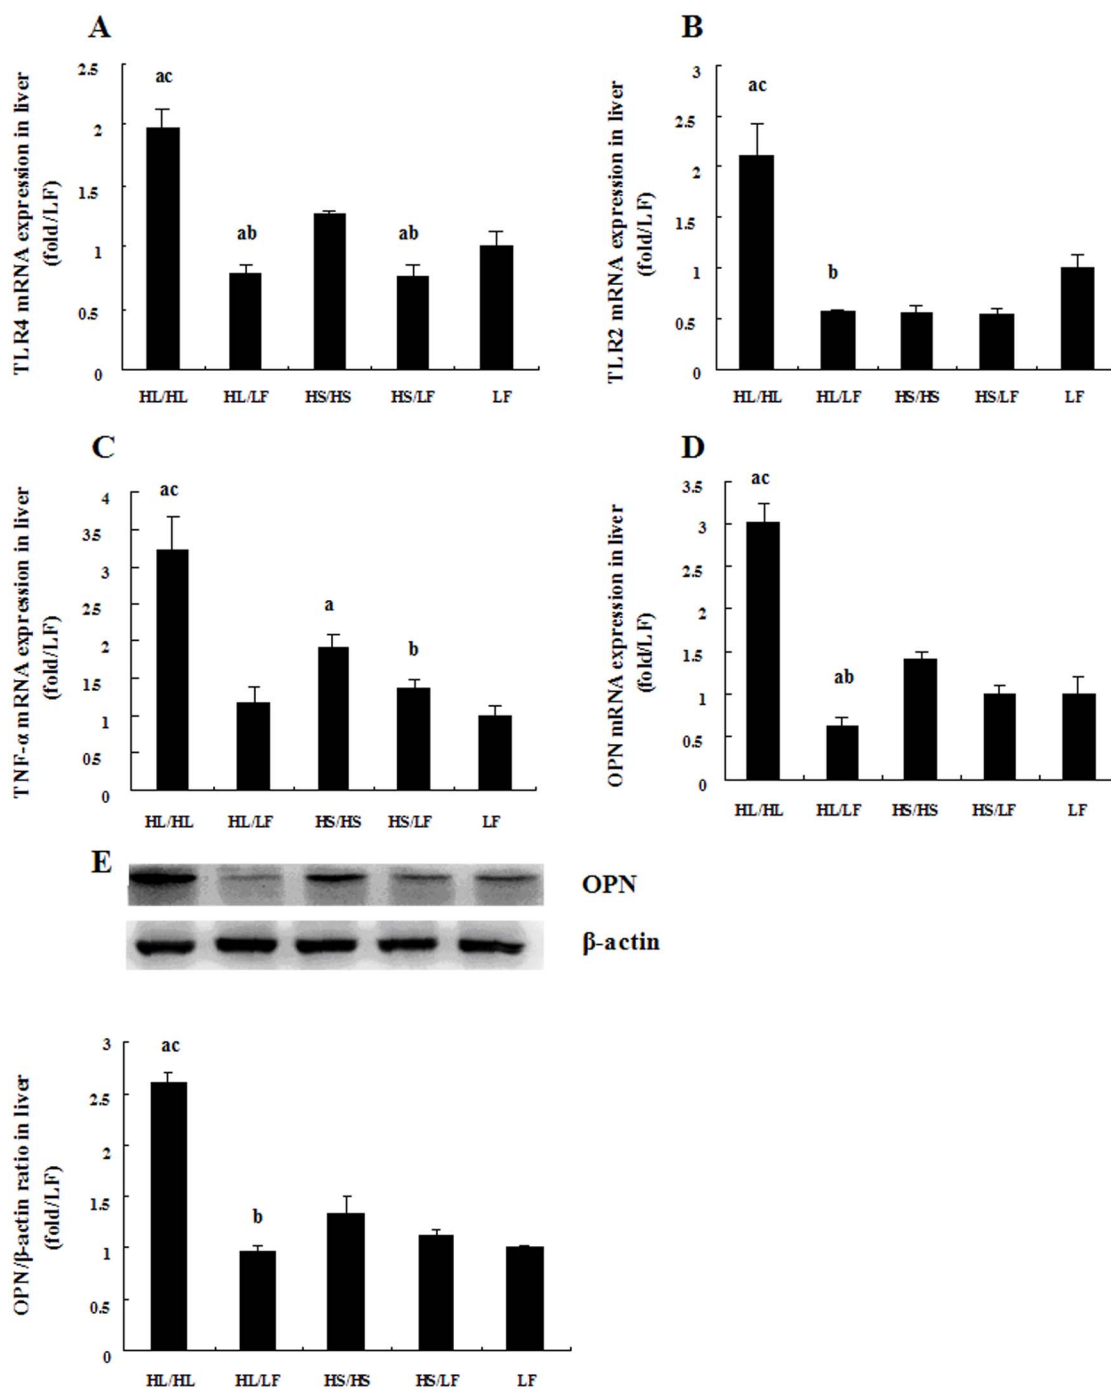 A
TLR4 mRNA expression in liver
(fold/LF)
2.5
2
1.5
1
0.5
0
ac
ab
ab
HL/HL HL/LF HS/HS HS/LF LF
B
TLR2 mRNA expression in liver
(fold/LF)
3
2.5
2
1.5
1
0.5
0
ac
b
HL/HL HL/LF HS/HS HS/LF LF
C
TNF-α mRNA expression in liver
(fold/LF)
4
3.5
3
25
2
15
1
05
0
ac
a
b
HL/HL HL/LF HS/HS HS/LF LF
D
OPN mRNA expression in liver
(fold/LF)
3.5
3
2.5
2
1.5
1
0.5
0
ac
ab
HL/HL HL/LF HS/HS HS/LF LF
E
OPN
β-actin
OPN/β-actin ratio in liver
(fold/LF)
3
2.5
2
1.5
1
0.5
0
ac
b
HL/HL HL/LF HS/HS HS/LF LF